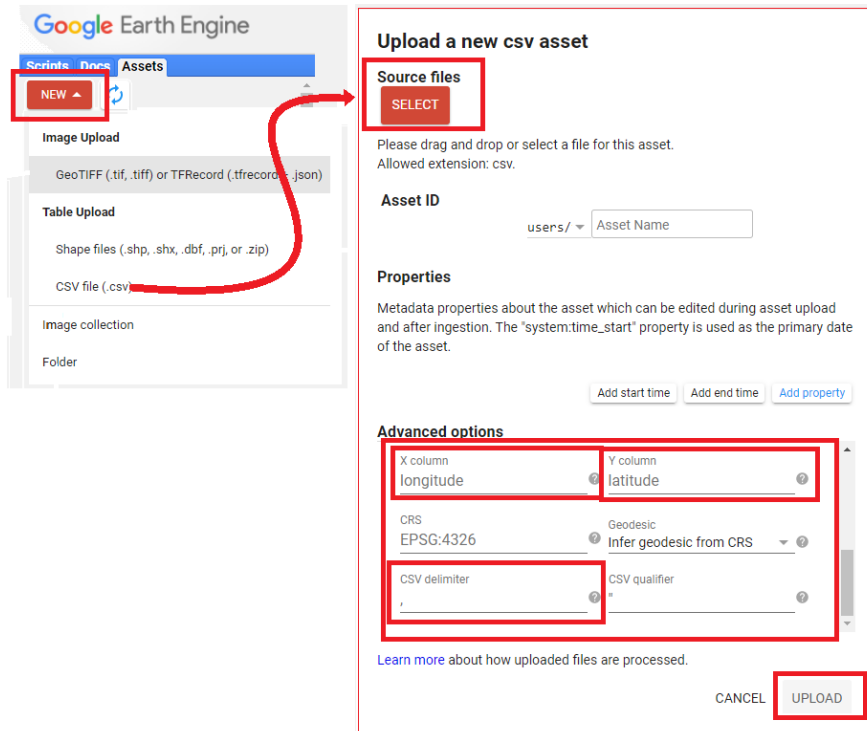 Google Earth Engine
Scripts Docs Assets
NEW
Image Upload
GeoTIFF (.tif, .tiff) or TFRecord (.tfrecord + .json)
Table Upload
Shape files (.shp, .shx, .dbf, .prj, or .zip)
CSV file (.csv)
Image collection
Folder
Upload a new csv asset
Source files
SELECT
Please drag and drop or select a file for this asset.
Allowed extension: csv.
Asset ID
users/ Asset Name
Properties
Metadata properties about the asset which can be edited during asset upload
and after ingestion. The "system:time_start" property is used as the primary date
of the asset.
Add start time Add end time Add property
Advanced options
X column Y column
longitude latitude
CRS Geodesic
EPSG:4326 Infer geodesic from CRS
CSV delimiter CSV qualifier
, "
Learn more about how uploaded files are processed.
CANCEL UPLOAD